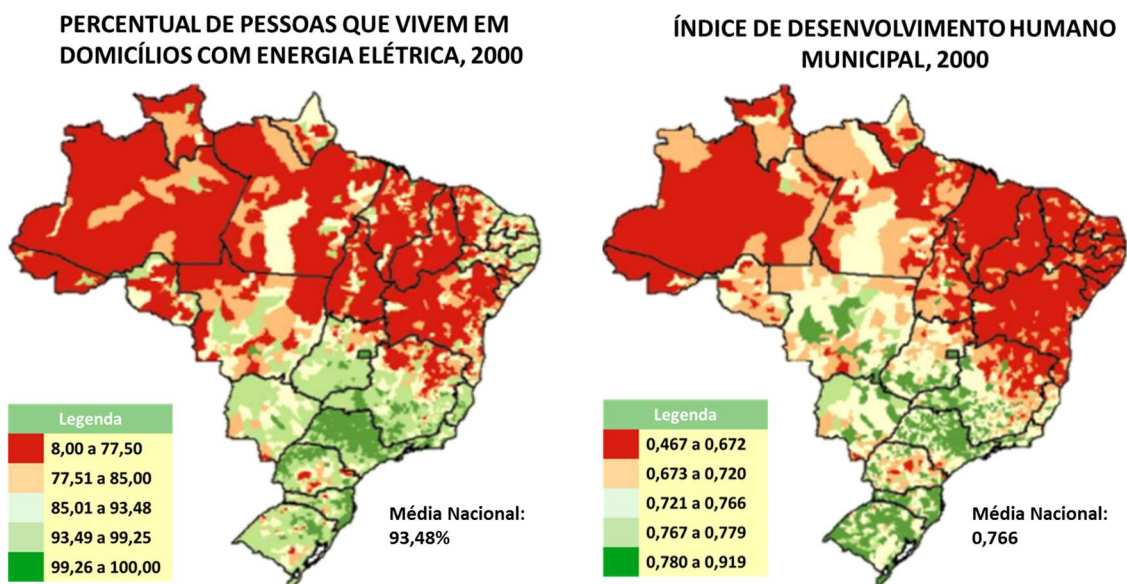 PERCENTUAL DE PESSOAS QUE VIVEM EM
DOMICÍLIOS COM ENERGIA ELÉTRICA, 2000
Legenda
8,00 a 77,50
77,51 a 85,00
85,01 a 93,48
93,49 a 99,25
99,26 a 100,00
Média Nacional:
93,48%
ÍNDICE DE DESENVOLVIMENTO HUMANO
MUNICIPAL, 2000
Legenda
0,467 a 0,672
0,673 a 0,720
0,721 a 0,766
0,767 a 0,779
0,780 a 0,919
Média Nacional:
0,766